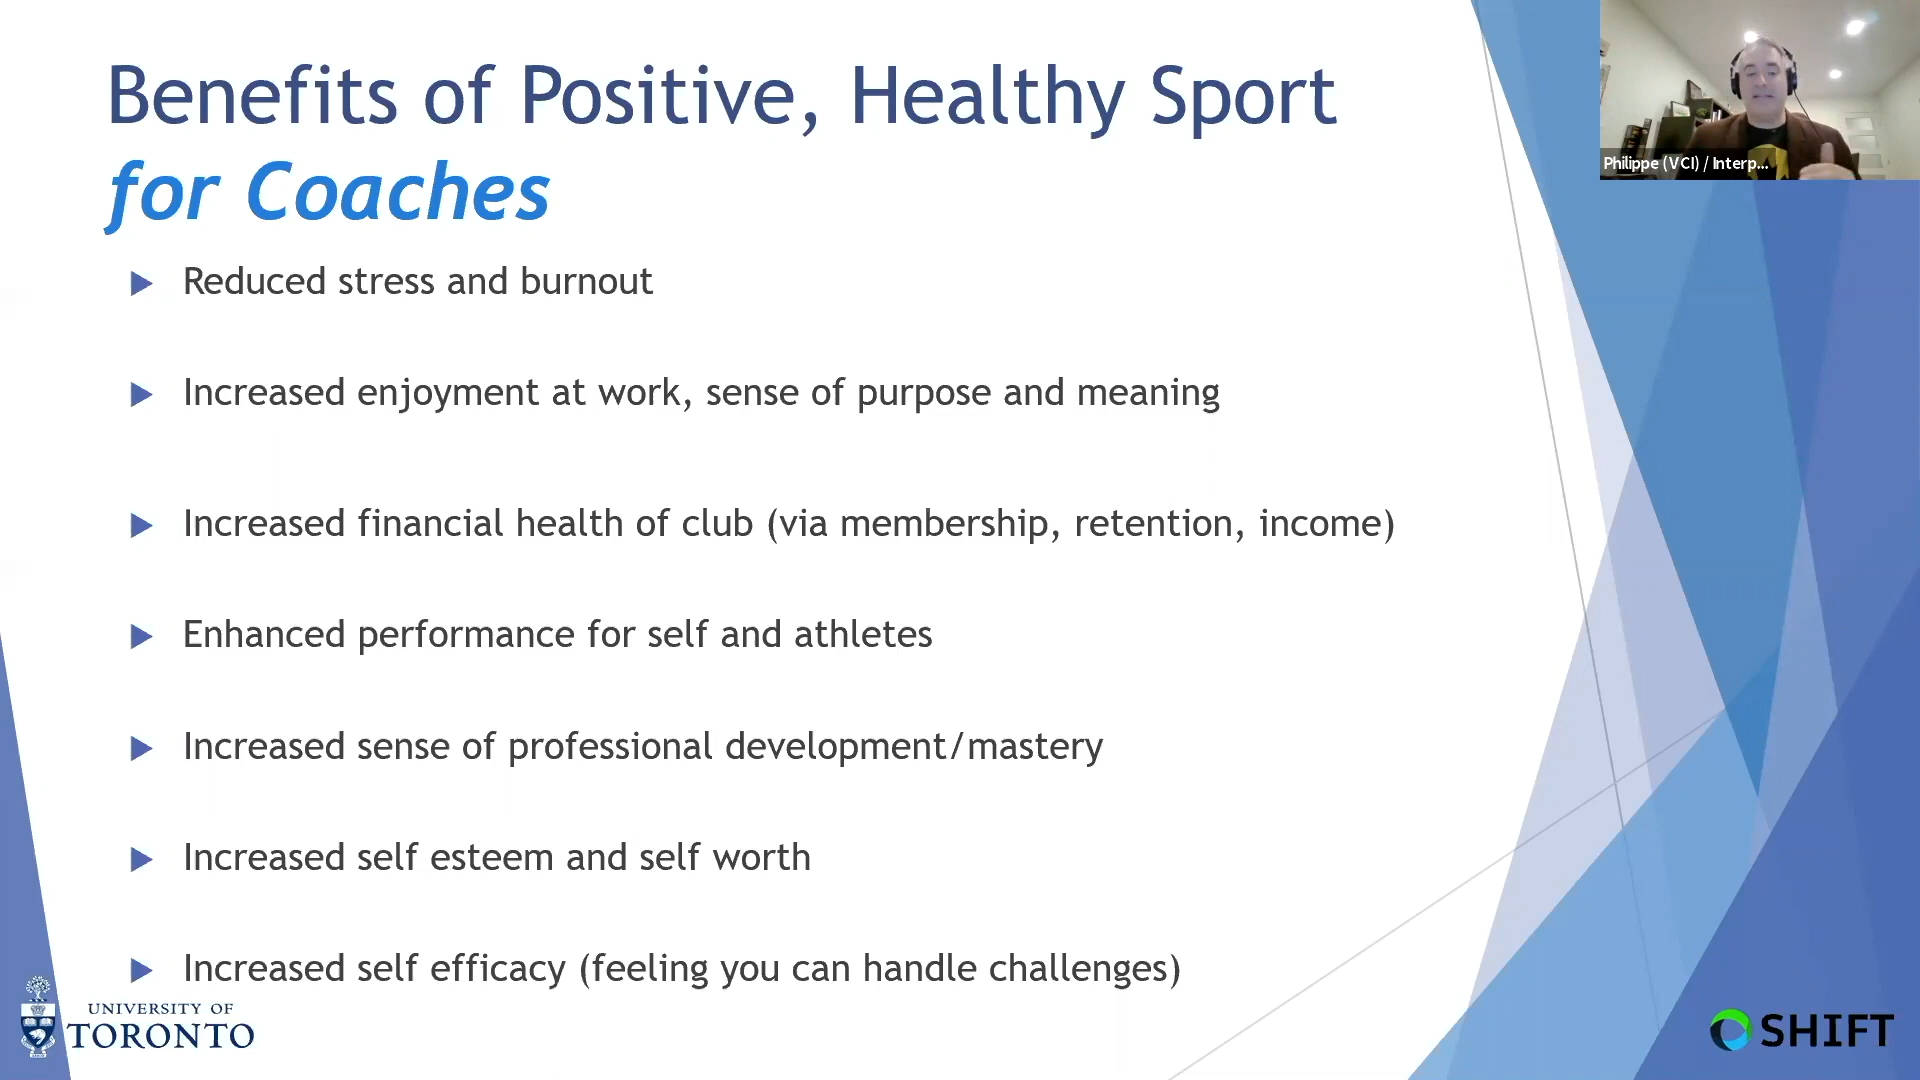 Benefits of Positive, Healthy Sport
for Coaches
Philippe (VCI) / Interp...
Reduced stress and burnout
Increased enjoyment at work, sense of purpose and meaning
Increased financial health of club (via membership, retention, income)
Enhanced performance for self and athletes
Increased sense of professional development/mastery
Increased self esteem and self worth
Increased self efficacy (feeling you can handle challenges)
UNIVERSITY OF
TORONTO
SHIFT